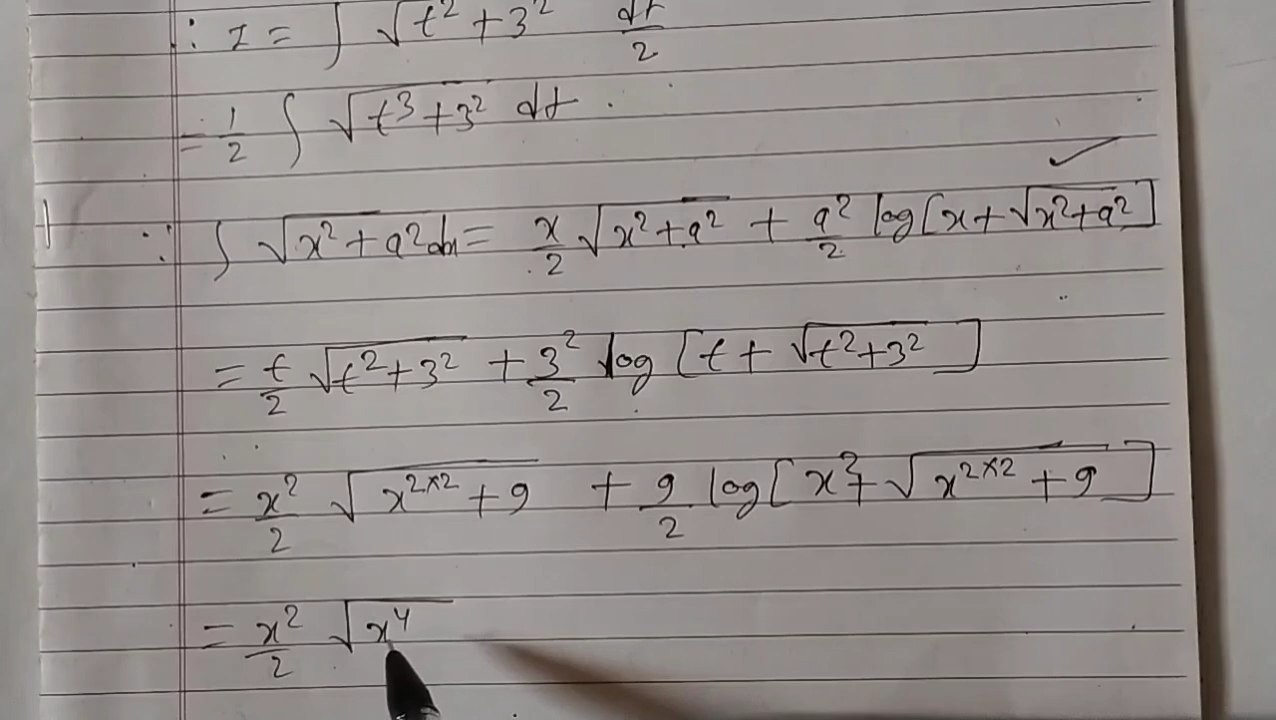 ∴ I = ∫ √t² + 3² dt/2
= 1/2 ∫ √t³ + 3² dt .
∵ ∫ √x² + a² dx = x/2 √x² + a² + a²/2 log[x + √x² + a²]
= t/2 √t² + 3² + 3²/2 log[t + √t² + 3²]
= x²/2 √x^2×2 + 9 + 9/2 log[x² + √x^2×2 + 9]
= x²/2 √x⁴